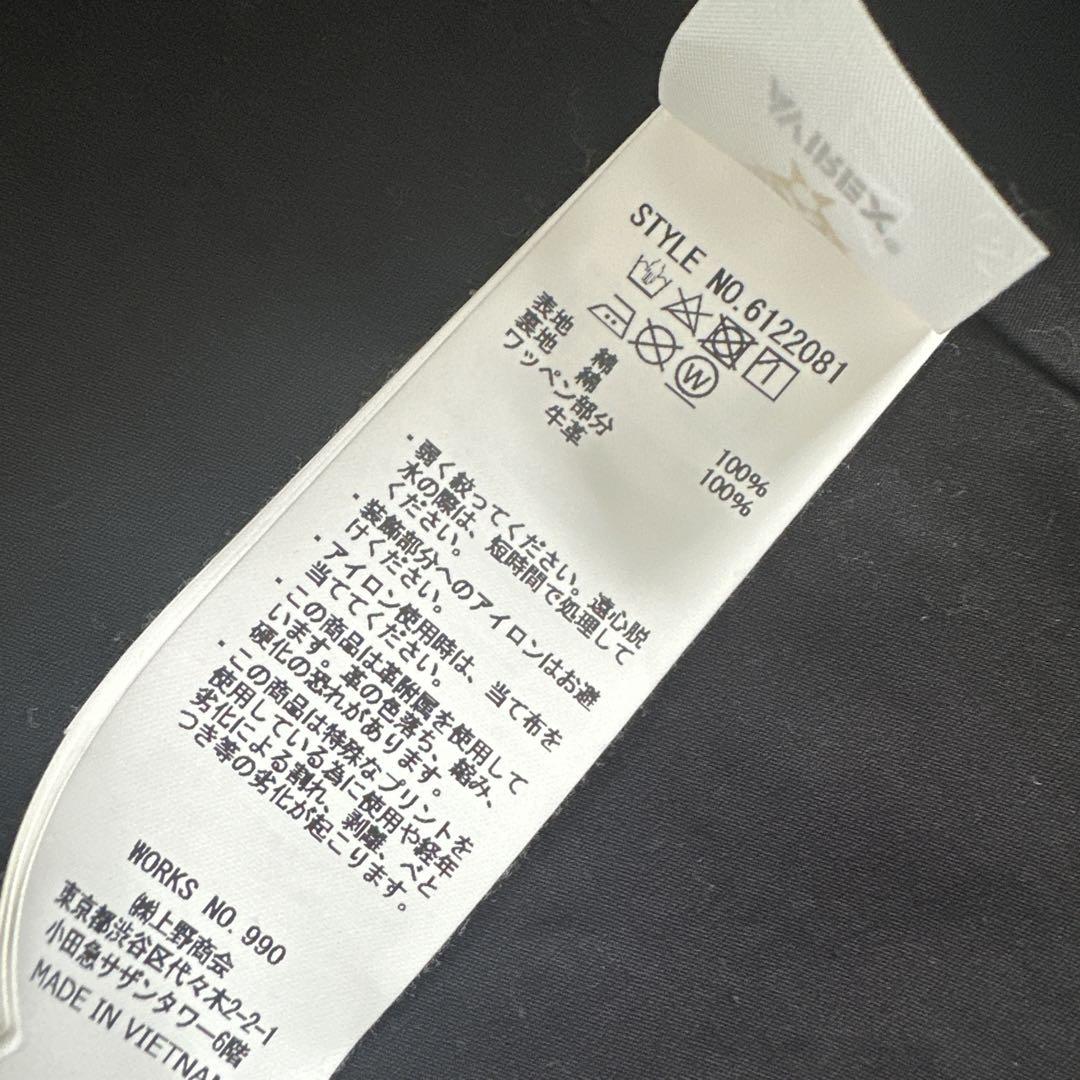 AVIREX
STYLE NO.6122081
W
表地 綿 100%
裏地 綿 100%
ワッペン部分
牛革
・弱く絞ってください。遠心脱
水の際は、短時間で処理して
ください。
・装飾部分へのアイロンはお避
けください。
・アイロン使用時は、当て布を
当ててください。
・この商品は革附属を使用して
います。革の色落ち、縮み、
硬化の恐れがあります。
・この商品は特殊なプリントを
使用している為に使用や経年
劣化による割れ、剥離、べと
つき等の劣化が起こります。
WORKS NO.990
㈱上野商会
東京都渋谷区代々木2-2-1
小田急サザンタワー6階
MADE IN VIETNAM